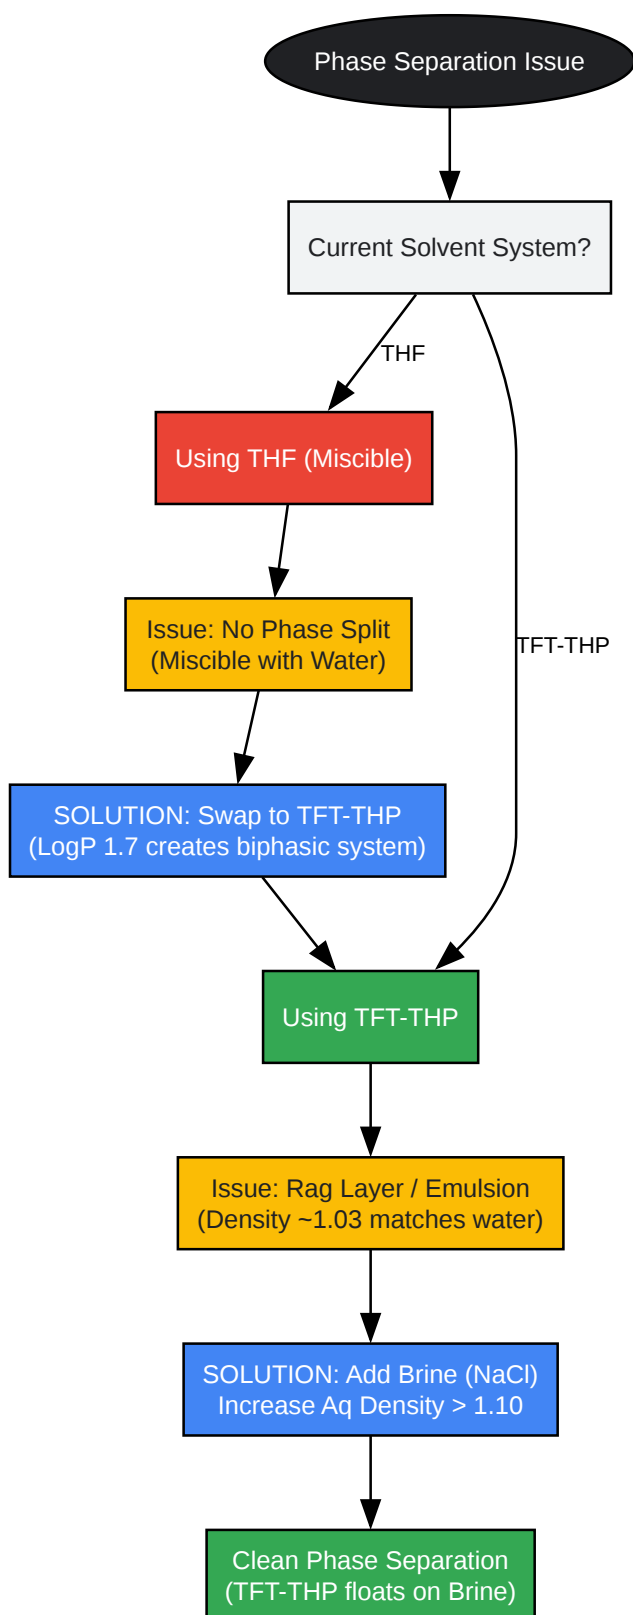 Phase Separation Issue
Current Solvent System?
THF
Using THF (Miscible)
Issue: No Phase Split
(Miscible with Water)
TFT-THP
SOLUTION: Swap to TFT-THP
(LogP 1.7 creates biphasic system)
Using TFT-THP
Issue: Rag Layer / Emulsion
(Density ~1.03 matches water)
SOLUTION: Add Brine (NaCl)
Increase Aq Density > 1.10
Clean Phase Separation
(TFT-THP floats on Brine)